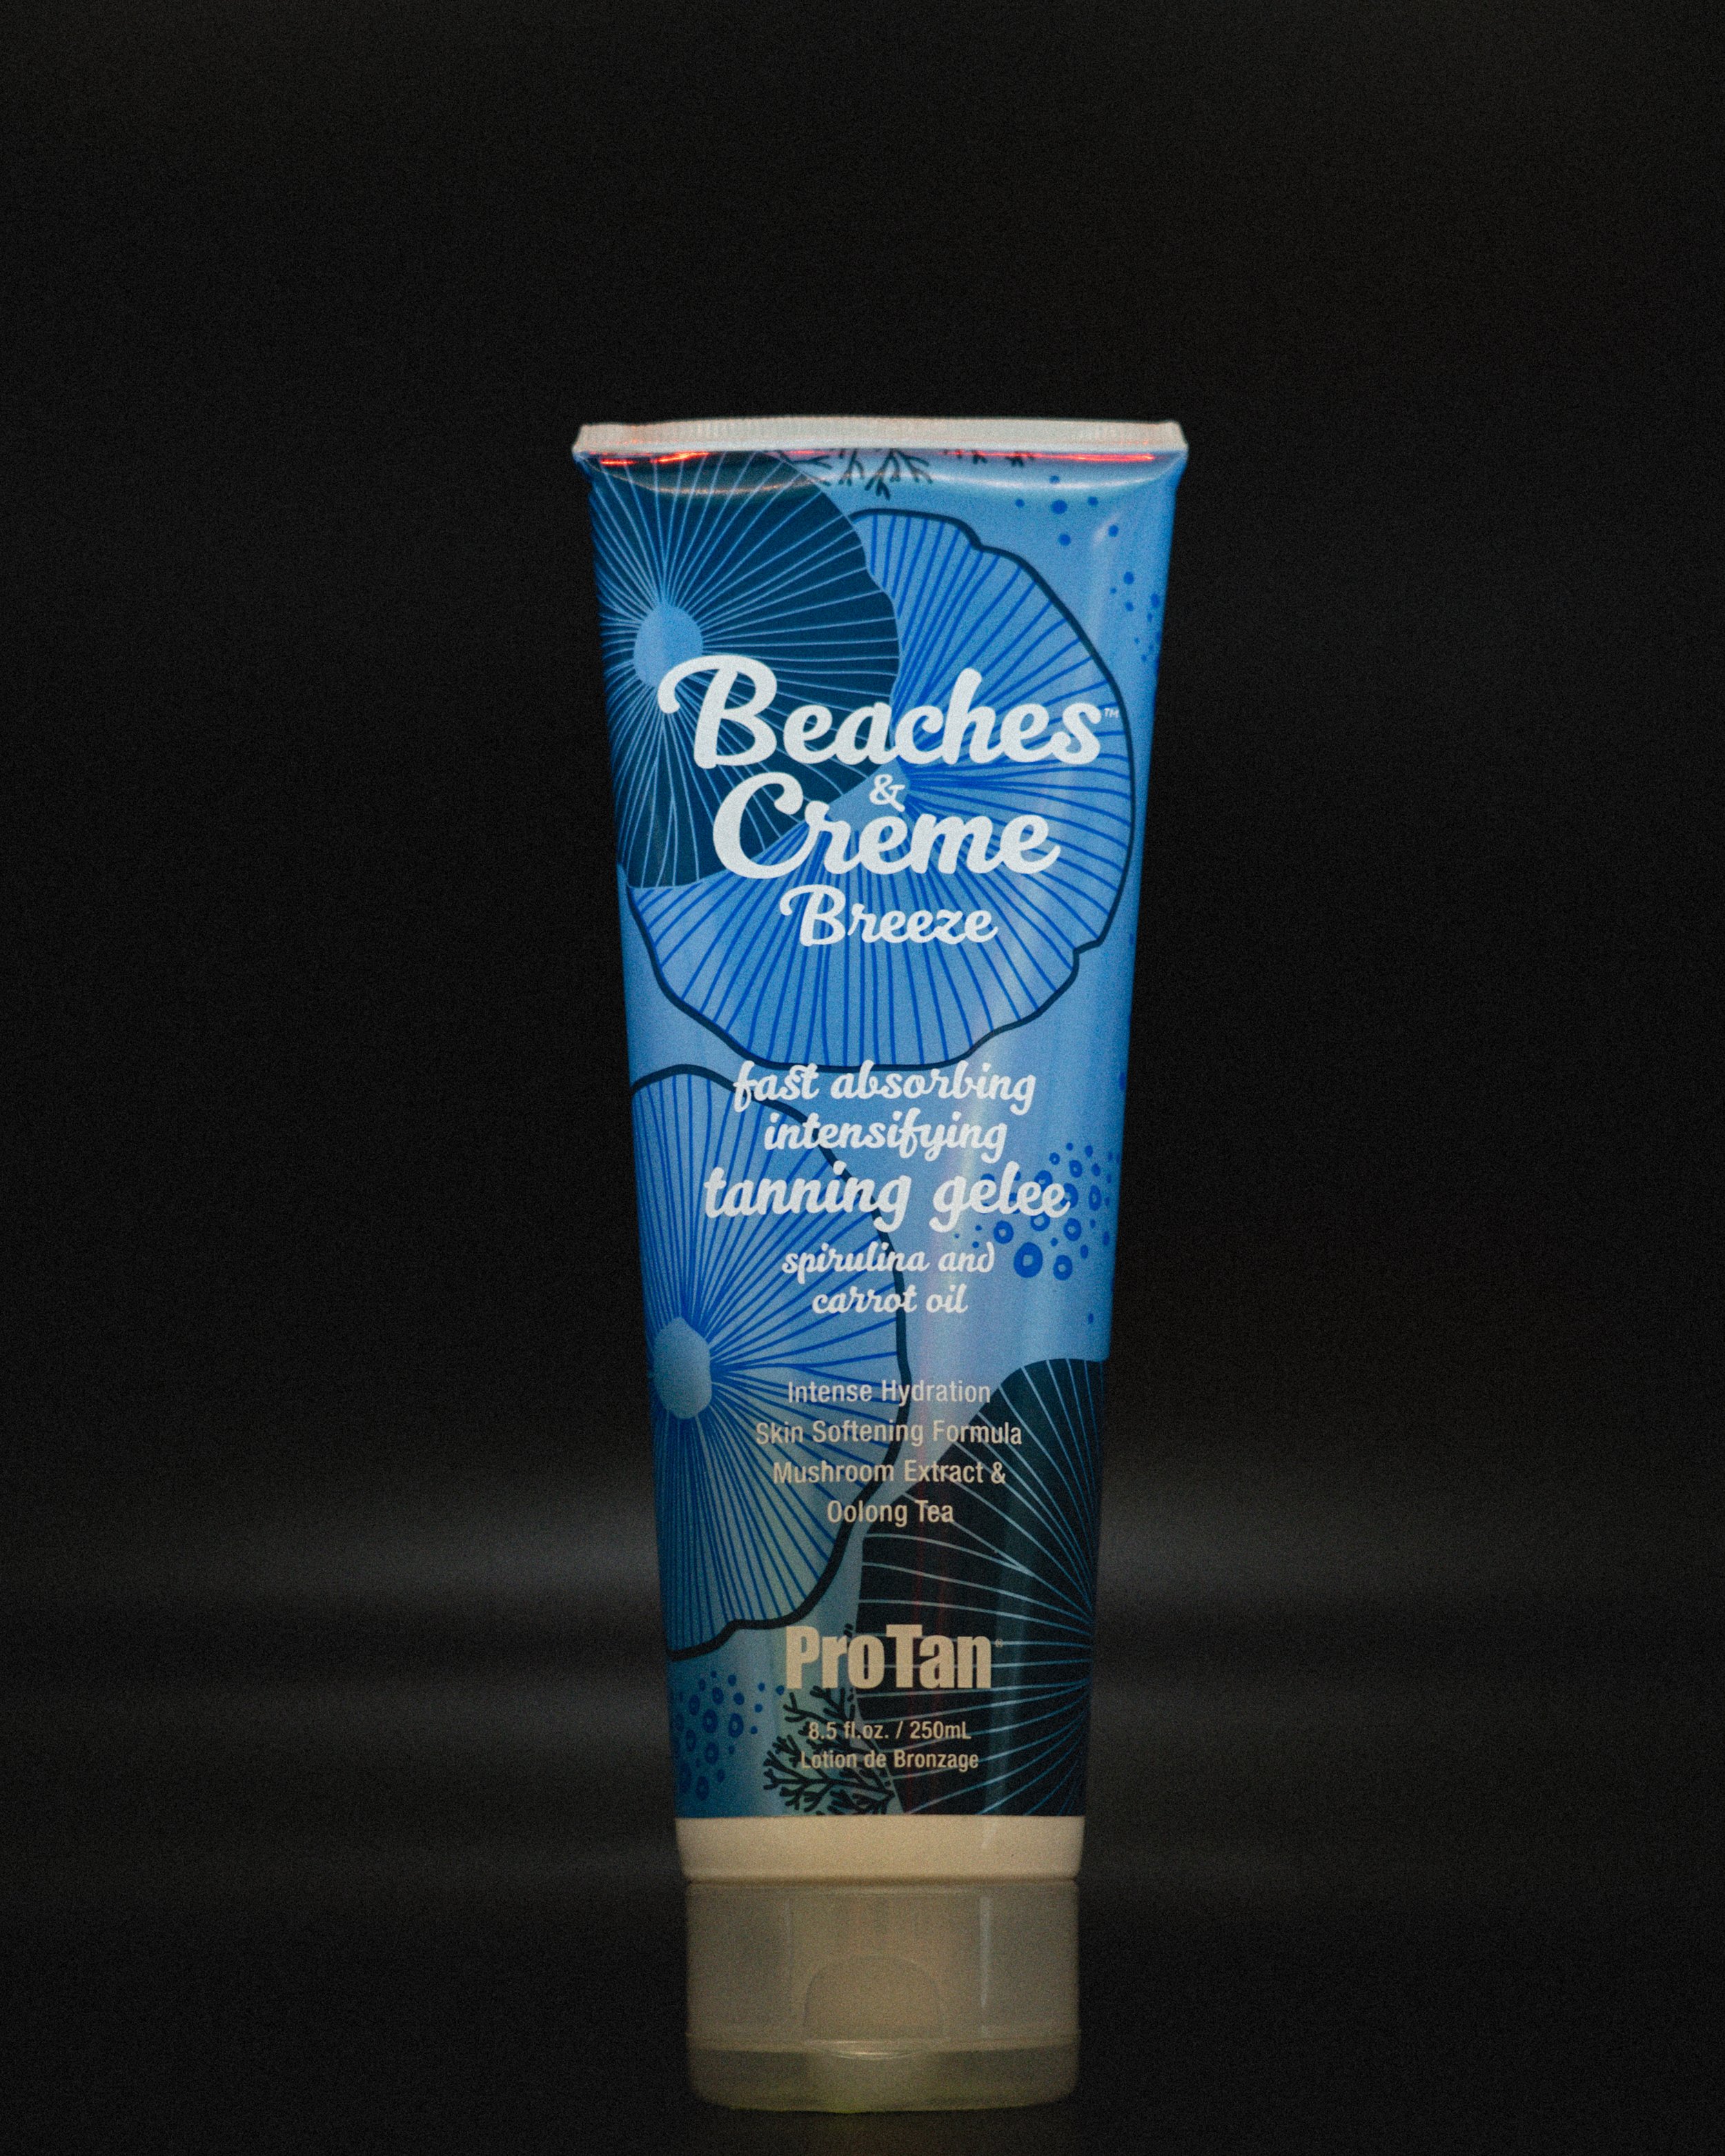 Beaches™
&
Creme
Breeze
fast absorbing
intensifying
tanning gelee
spirulina and
carrot oil
Intense Hydration
Skin Softening Formula
Mushroom Extract &
Oolong Tea
ProTan®
8.5 fl.oz. / 250mL
Lotion de Bronzage